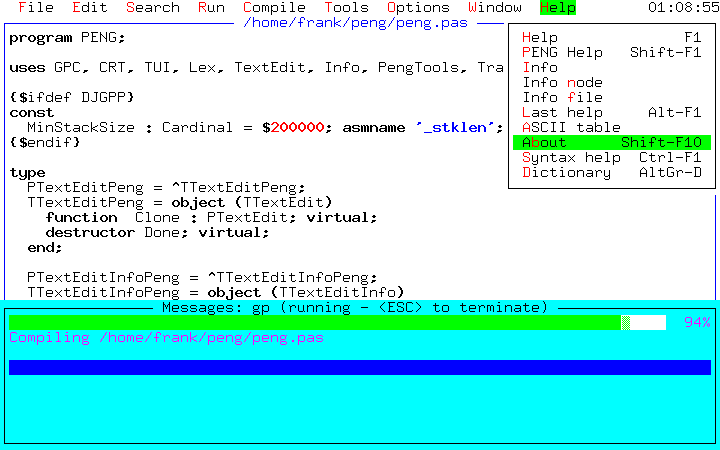 File Edit Search Run Compile Tools Options Window Help 01:08:55
/home/frank/peng/peng.pas
program PENG;
uses GPC, CRT, TUI, Lex, TextEdit, Info, PengTools, Tra
{$ifdef DJGPP}
const
MinStackSize : Cardinal = $200000; asmname '_stklen';
{$endif}
type
PTextEditPeng = ^TTextEditPeng;
TTextEditPeng = object (TTextEdit)
function Clone : PTextEdit; virtual;
destructor Done; virtual;
end;
PTextEditInfoPeng = ^TTextEditInfoPeng;
TTextEditInfoPeng = object (TTextEditInfo)
Help F1
PENG Help Shift-F1
Info
Info node
Info file
Last help Alt-F1
ASCII table
About Shift-F10
Syntax help Ctrl-F1
Dictionary AltGr-D
Messages: gp (running - <ESC> to terminate)
94%
Compiling /home/frank/peng/peng.pas